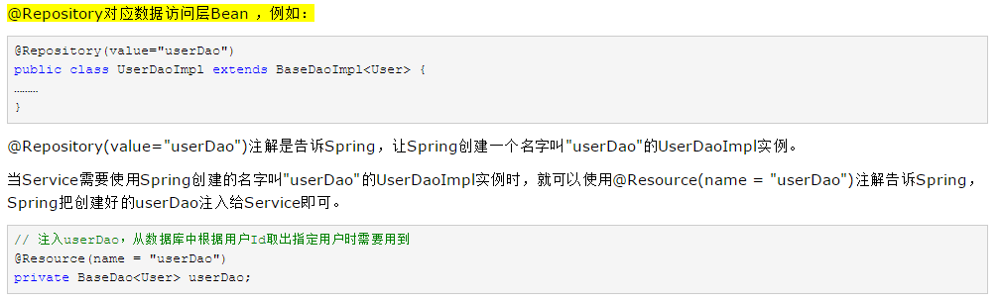 @Repository对应数据访问层Bean ，例如：
@Repository(value="userDao")
public class UserDaoImpl extends BaseDaoImpl<User> {
………
}
@Repository(value="userDao")注解是告诉Spring，让Spring创建一个名字叫"userDao"的UserDaoImpl实例。
当Service需要使用Spring创建的名字叫"userDao"的UserDaoImpl实例时，就可以使用@Resource(name = "userDao")注解告诉Spring，
Spring把创建好的userDao注入给Service即可。
// 注入userDao，从数据库中根据用户Id取出指定用户时需要用到
@Resource(name = "userDao")
private BaseDao<User> userDao;